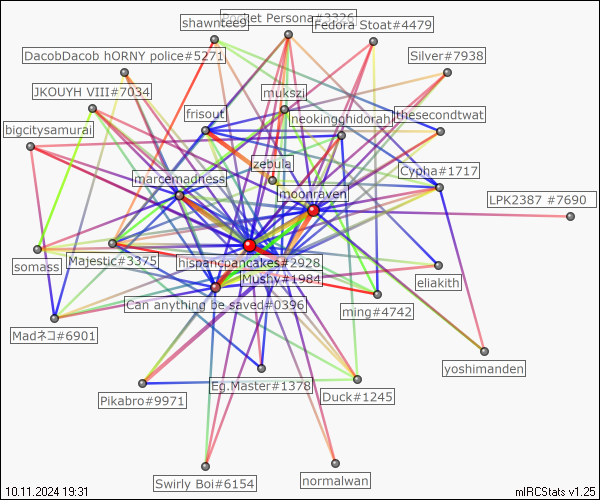 shawntee9
Rocket Persona#3326
Fedora Stoat#4479
DacobDacob hORNY police#5271
Silver#7938
JKOUYH VIII#7034
mukszi
frisout
neokingghidorah
thesecondtwat
bigcitysamurai
zebula
Cypha#1717
marcemadness
moonraven
LPK2387 #7690
somass
Majestic#3375
hispancpancakes#2928
Mushy#1984
eliakith
Can anything be saved#0396
ming#4742
Madネコ#6901
yoshimanden
Eg.Master#1378
Pikabro#9971
Duck#1245
Swirly Boi#6154
normalwan
10.11.2024 19:31
mIRCStats v1.25